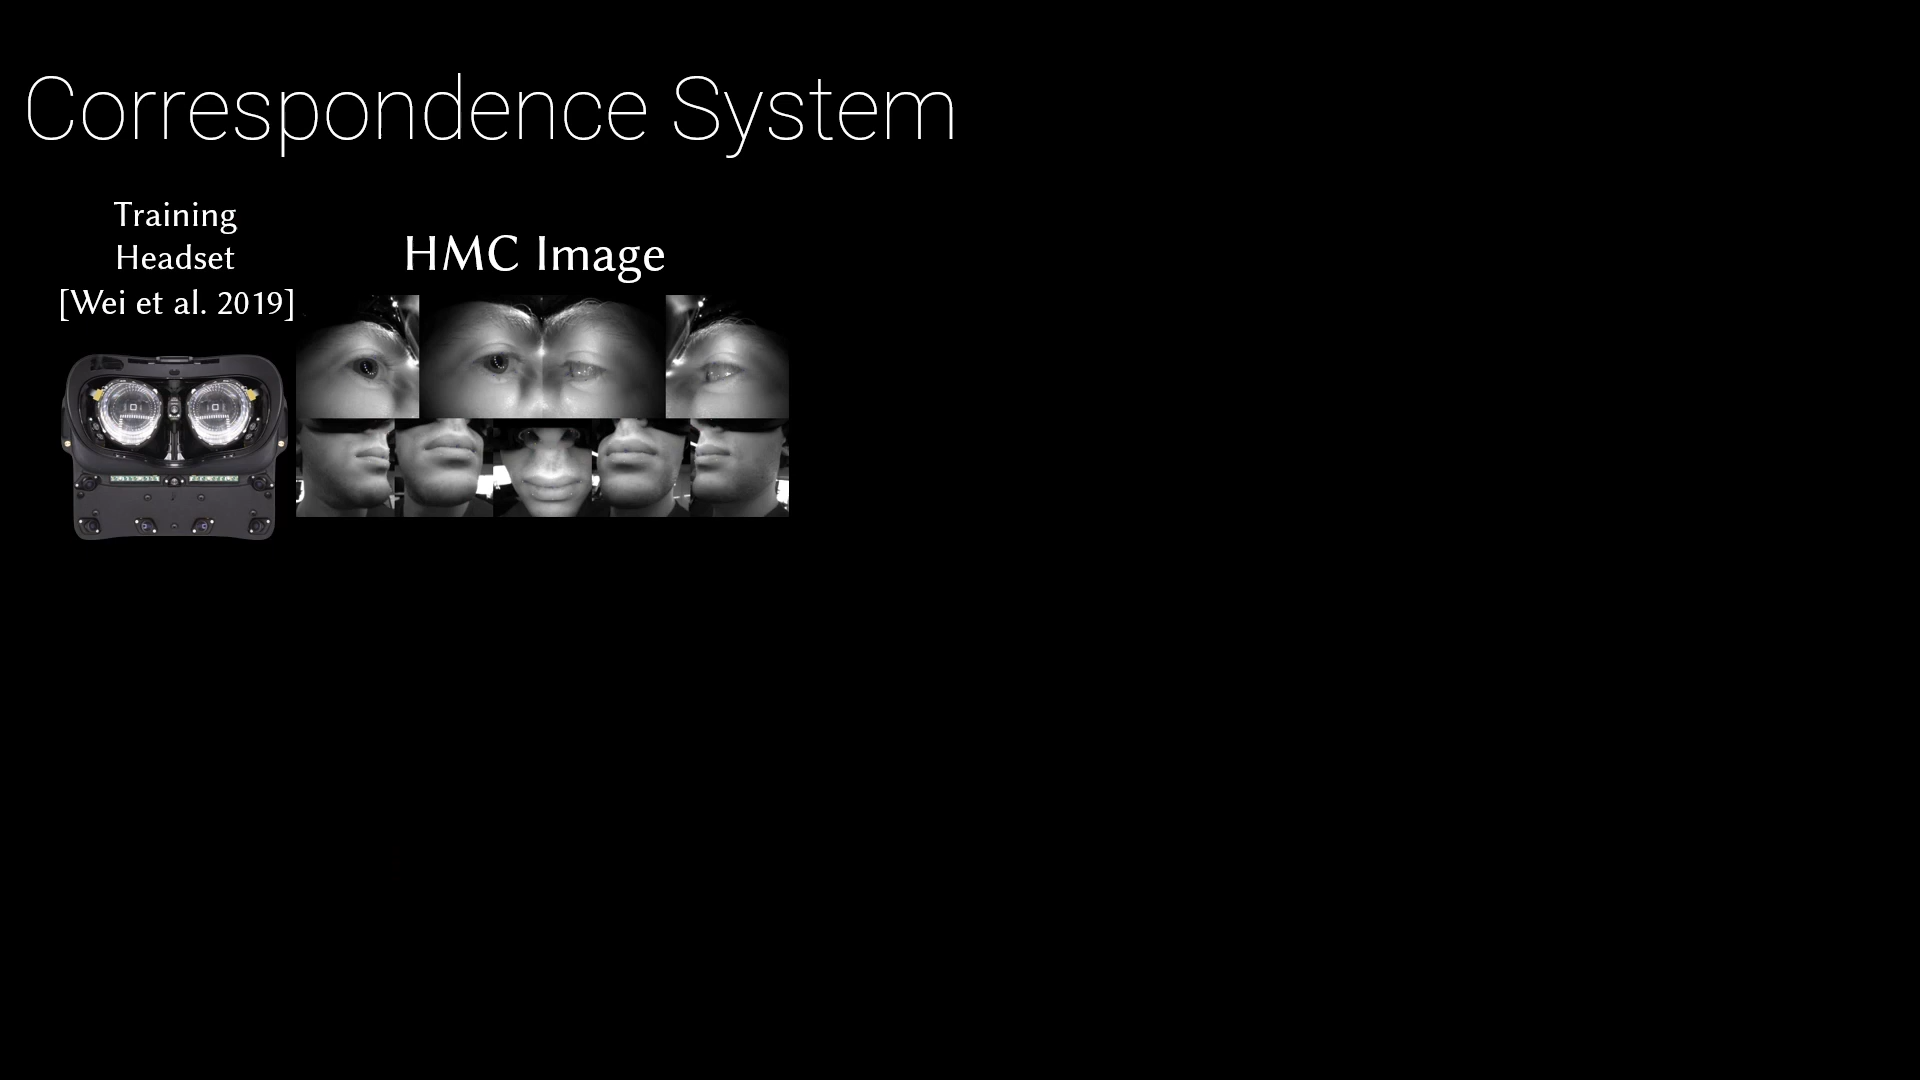 Correspondence System
Training
Headset
[Wei et al. 2019]
HMC Image